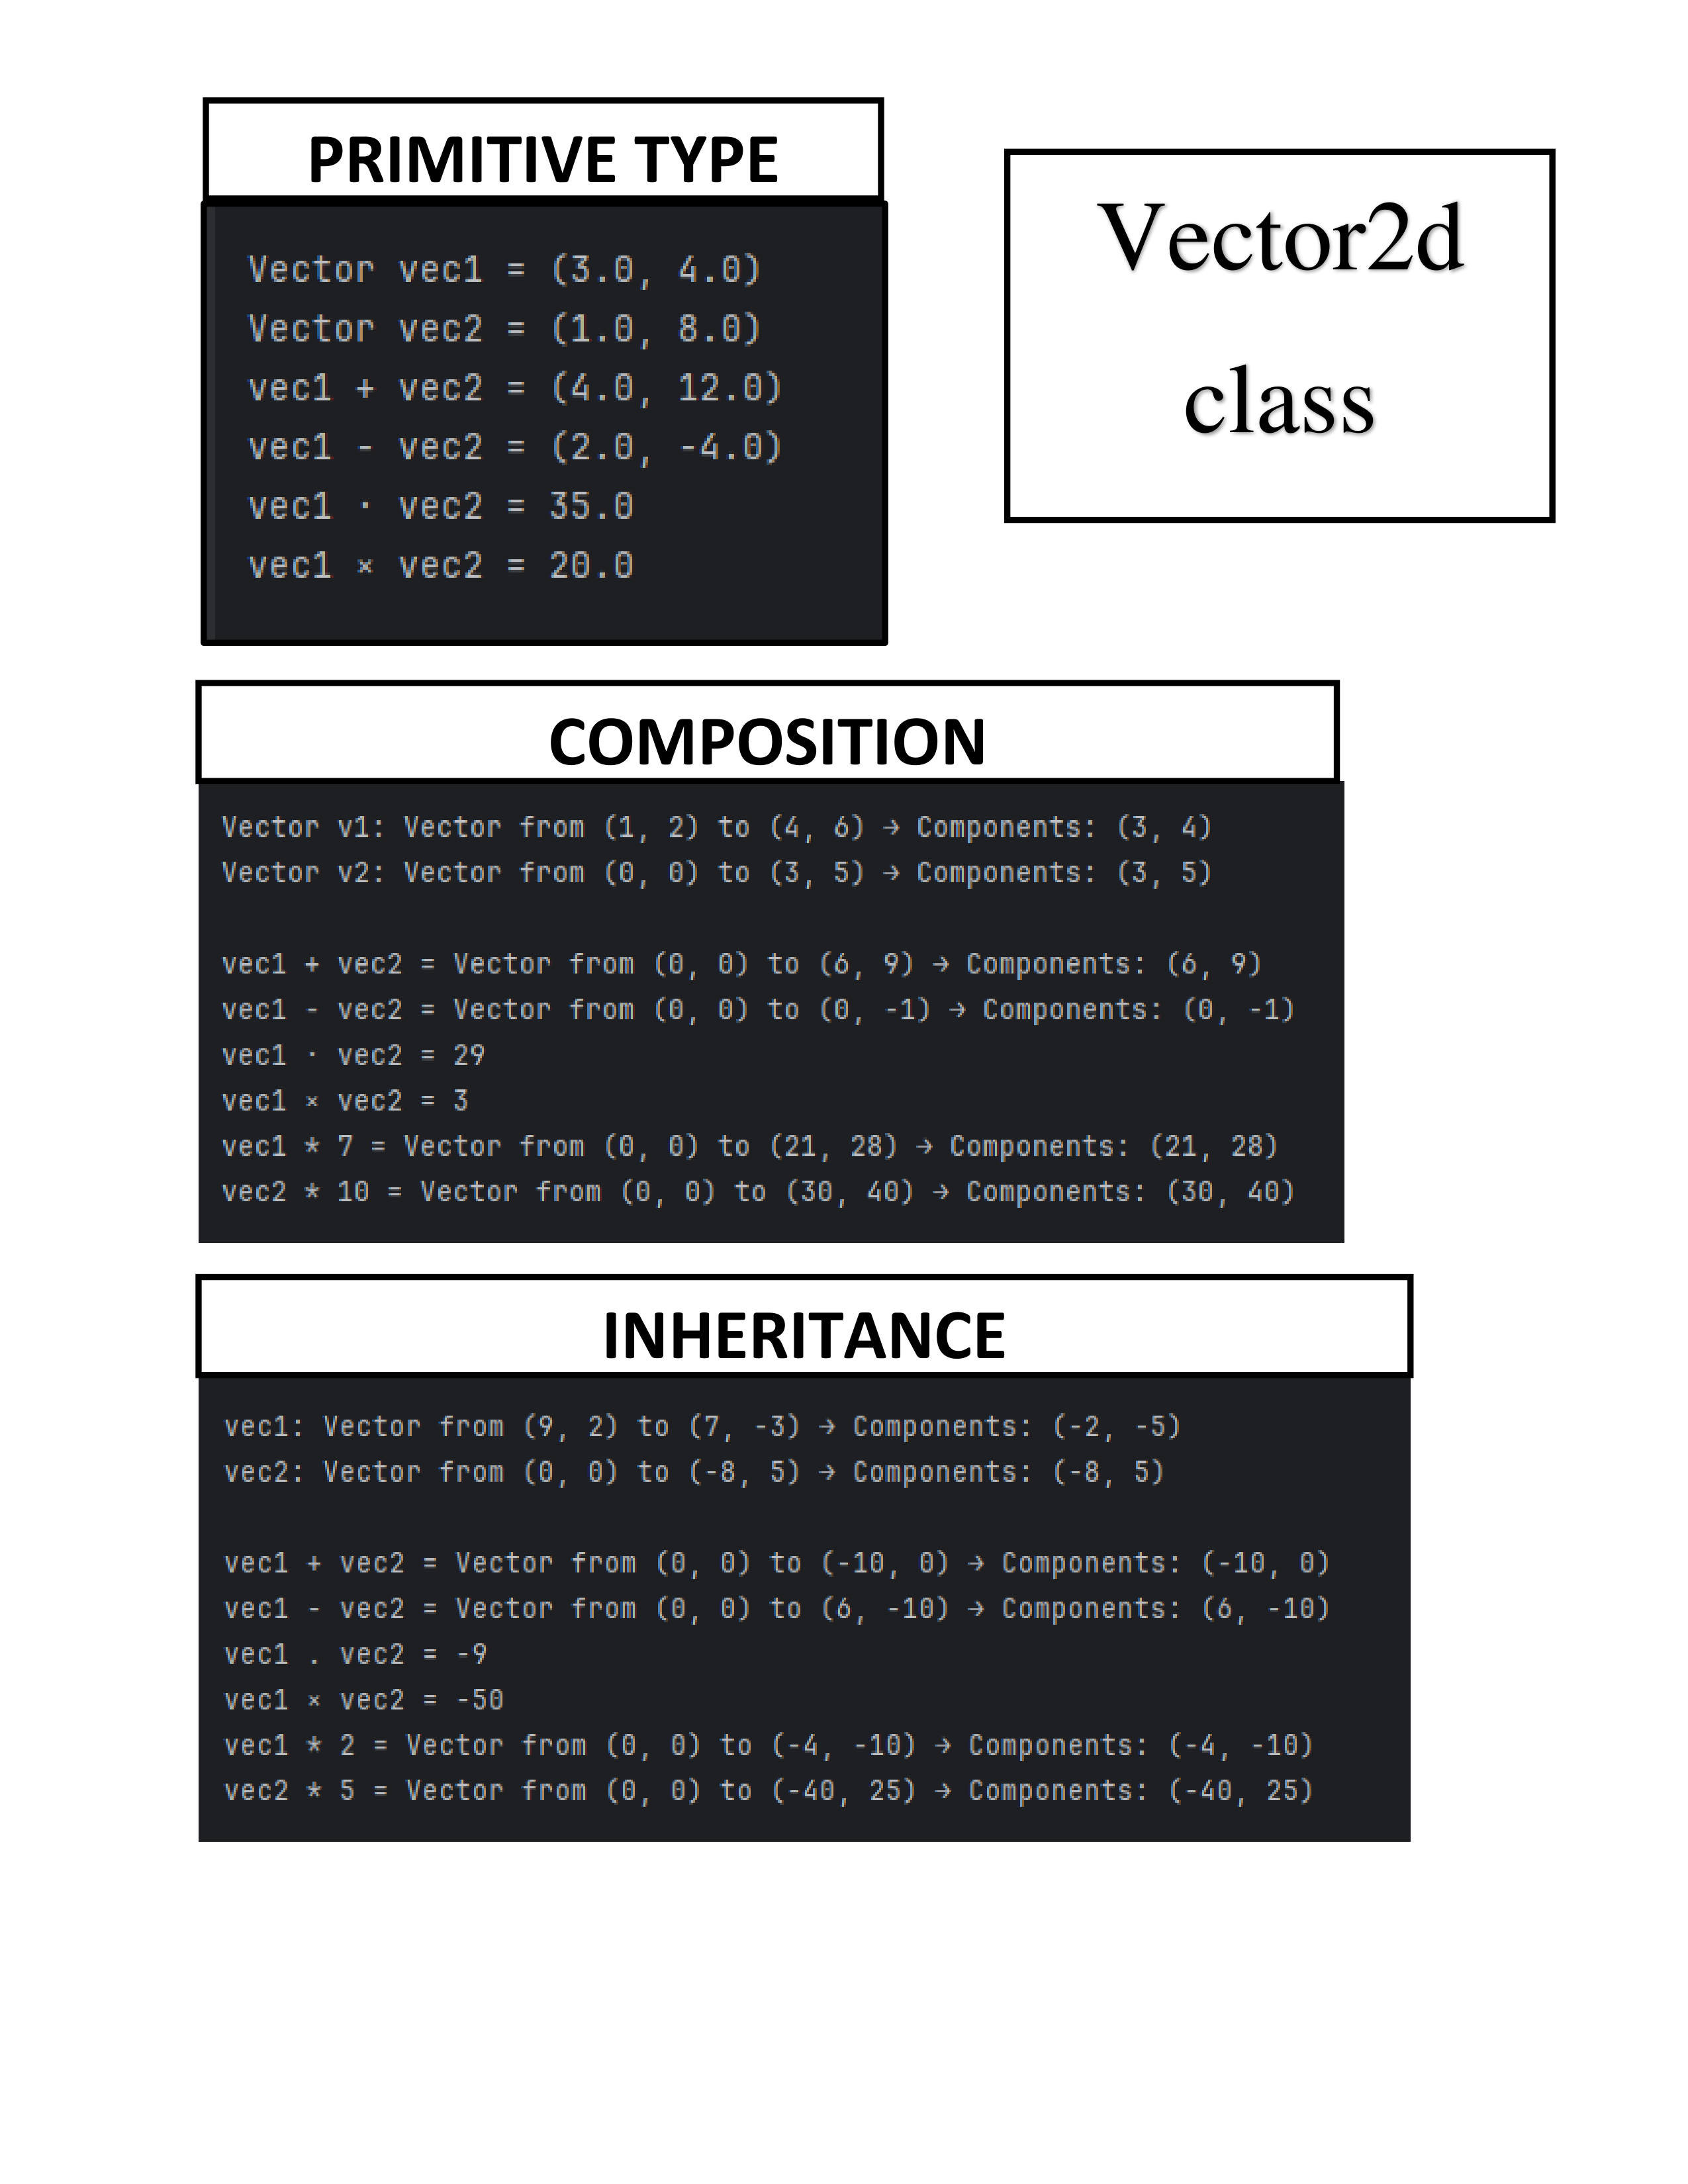 PRIMITIVE TYPE
Vector vec1 = (3.0, 4.0)
Vector vec2 = (1.0, 8.0)
vec1 + vec2 = (4.0, 12.0)
vec1 - vec2 = (2.0, -4.0)
vec1 · vec2 = 35.0
vec1 × vec2 = 20.0
Vector2d
class
COMPOSITION
Vector v1: Vector from (1, 2) to (4, 6) → Components: (3, 4)
Vector v2: Vector from (0, 0) to (3, 5) → Components: (3, 5)
vec1 + vec2 = Vector from (0, 0) to (6, 9) → Components: (6, 9)
vec1 - vec2 = Vector from (0, 0) to (0, -1) → Components: (0, -1)
vec1 · vec2 = 29
vec1 × vec2 = 3
vec1 * 7 = Vector from (0, 0) to (21, 28) → Components: (21, 28)
vec2 * 10 = Vector from (0, 0) to (30, 40) → Components: (30, 40)
INHERITANCE
vec1: Vector from (9, 2) to (7, -3) → Components: (-2, -5)
vec2: Vector from (0, 0) to (-8, 5) → Components: (-8, 5)
vec1 + vec2 = Vector from (0, 0) to (-10, 0) → Components: (-10, 0)
vec1 - vec2 = Vector from (0, 0) to (6, -10) → Components: (6, -10)
vec1 . vec2 = -9
vec1 × vec2 = -50
vec1 * 2 = Vector from (0, 0) to (-4, -10) → Components: (-4, -10)
vec2 * 5 = Vector from (0, 0) to (-40, 25) → Components: (-40, 25)